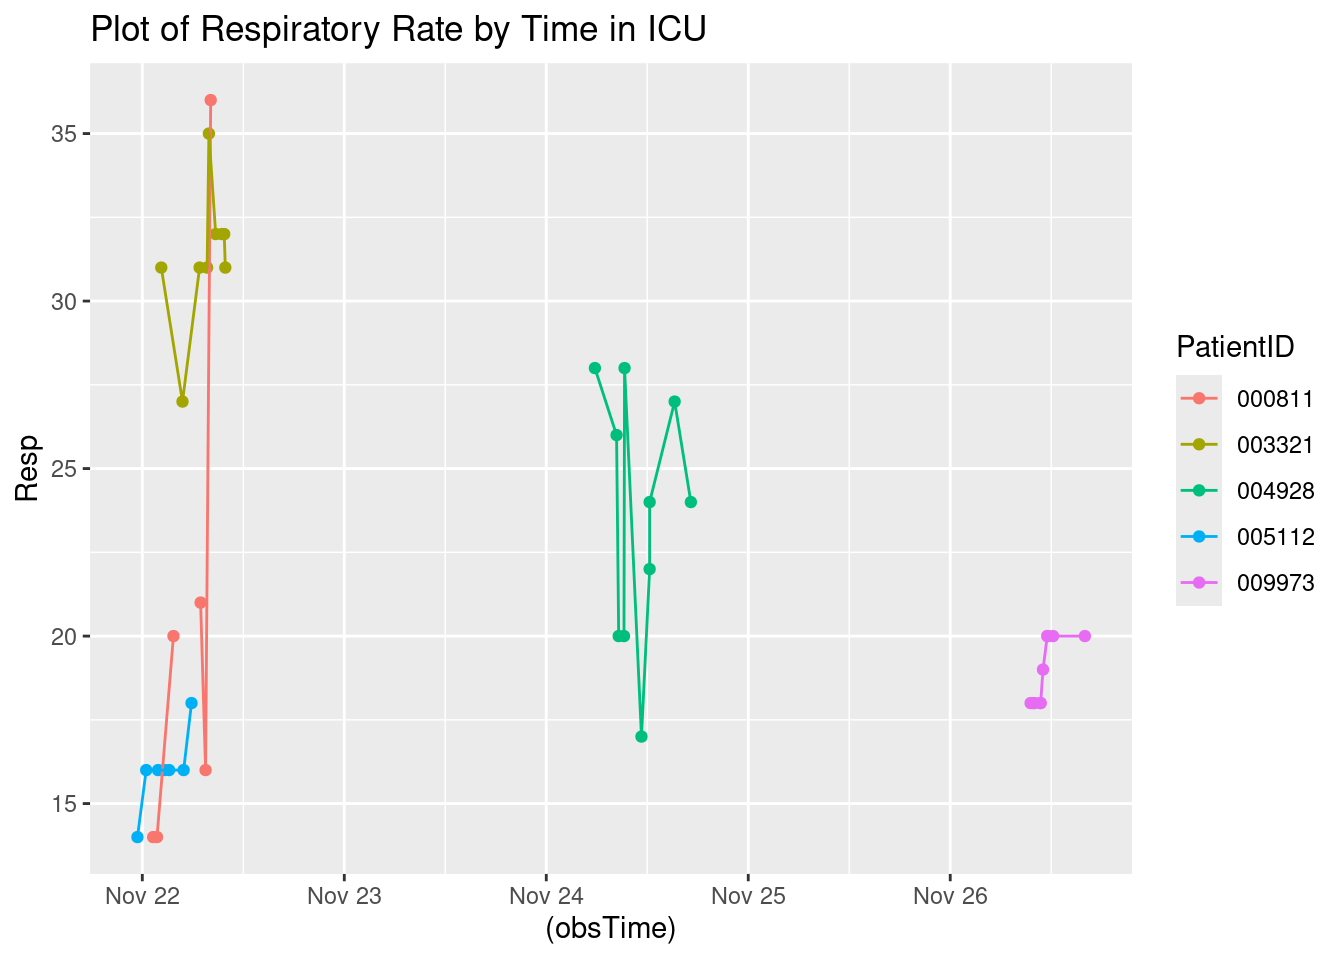 Plot of Respiratory Rate by Time in ICU
35
30
25
20
15
Resp
Nov 22
Nov 23
Nov 24
Nov 25
Nov 26
(obsTime)
PatientID
000811
003321
004928
005112
009973